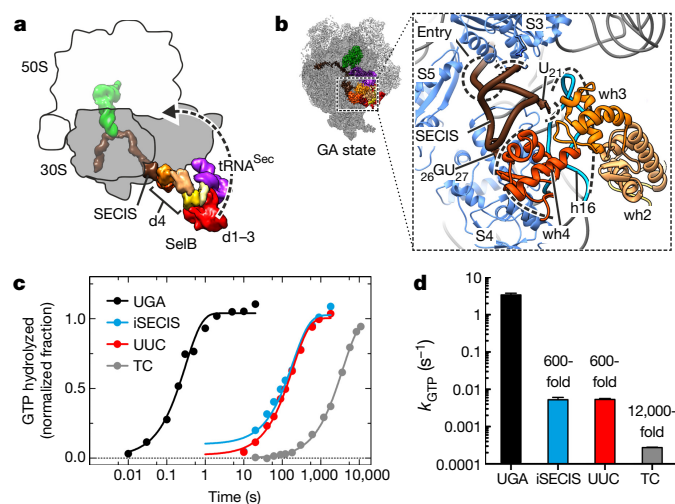 a
50S
30S
SECIS
d4
SelB
tRNA^Sec
d1–3
b
GA state
Entry
S3
S5
U₂₁
wh3
SECIS
₂₆GU₂₇
h16
wh2
S4
wh4
c
GTP hydrolyzed
(normalized fraction)
1.0
0.5
0.0
UGA
iSECIS
UUC
TC
0.01 0.1 1 10 100 1,000 10,000
Time (s)
d
k_GTP (s⁻¹)
10
1
0.1
0.01
0.001
0.0001
600-
fold
600-
fold
12,000-
fold
UGA iSECIS UUC TC